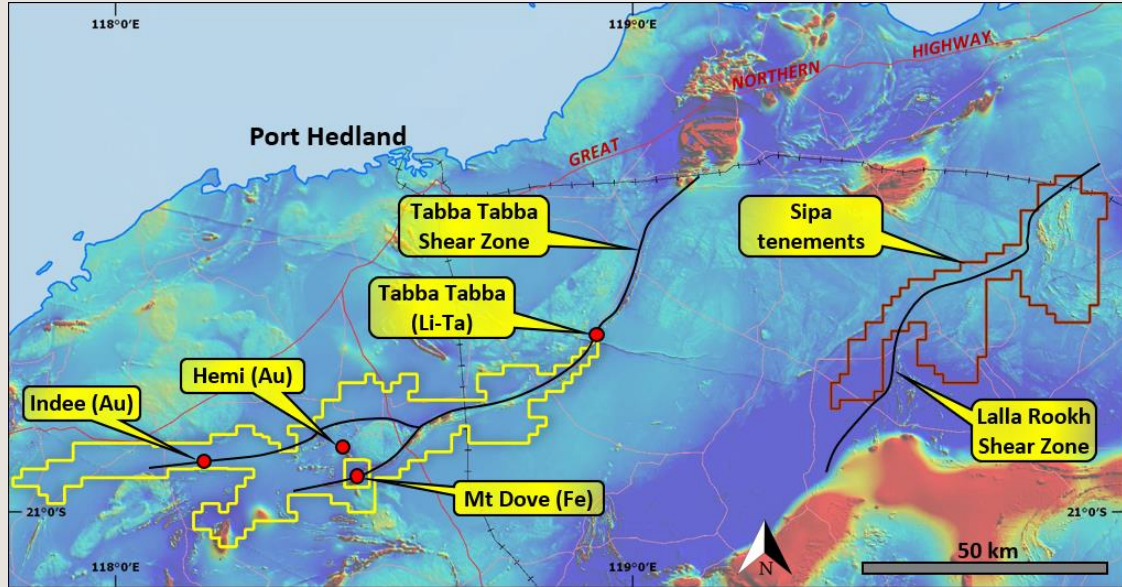 118°0'E
119°0'E
HIGHWAY
NORTHERN
GREAT
Port Hedland
Tabba Tabba
Shear Zone
Sipa
tenements
Tabba Tabba
(Li-Ta)
Hemi (Au)
Indee (Au)
Lalla Rookh
Shear Zone
Mt Dove (Fe)
21°0'S
21°0'S
50 km
N
118°0'E
119°0'E